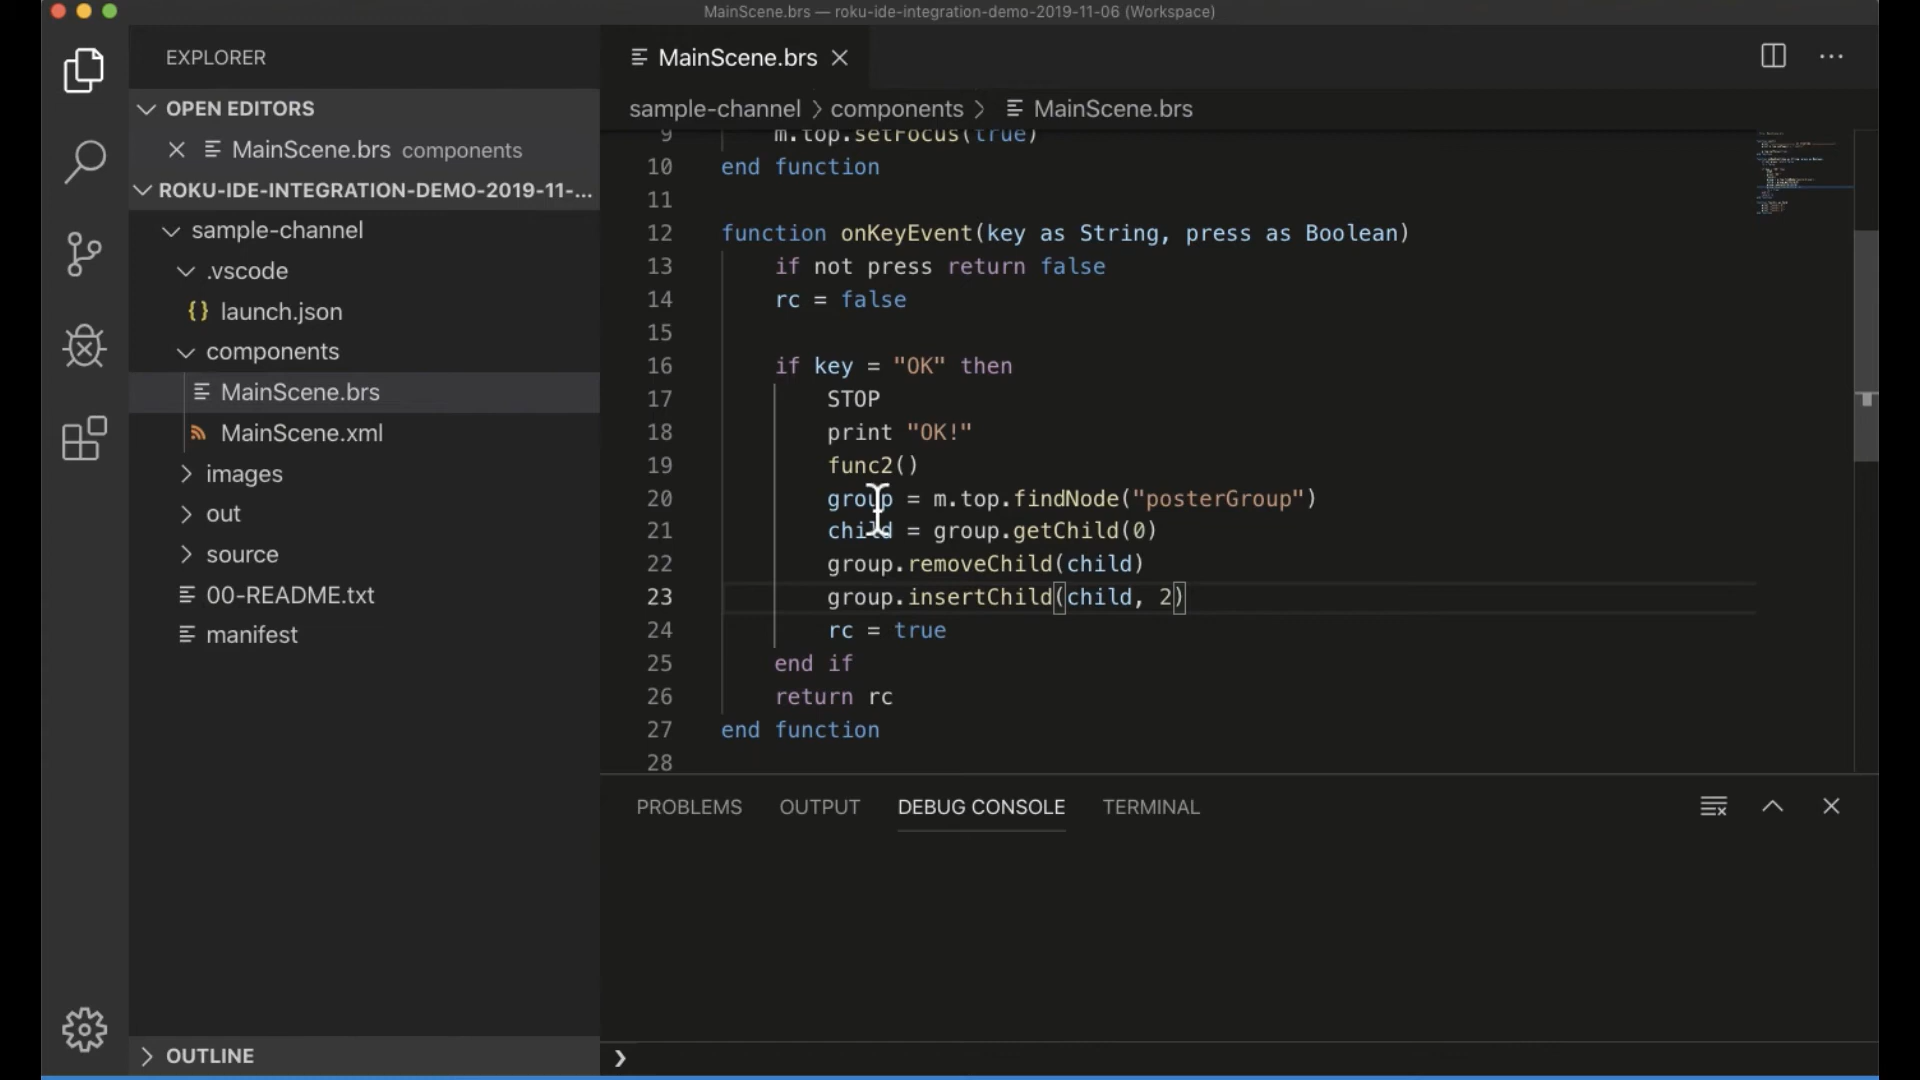 MainScene.brs — roku-ide-integration-demo-2019-11-06 (Workspace)
EXPLORER
OPEN EDITORS
MainScene.brs components
ROKU-IDE-INTEGRATION-DEMO-2019-11-...
sample-channel
.vscode
{} launch.json
components
MainScene.brs
MainScene.xml
images
out
source
00-README.txt
manifest
OUTLINE
MainScene.brs
sample-channel > components > MainScene.brs
9 m.top.setFocus(true)
10 end function
11
12 function onKeyEvent(key as String, press as Boolean)
13 if not press return false
14 rc = false
15
16 if key = "OK" then
17 STOP
18 print "OK!"
19 func2()
20 group = m.top.findNode("posterGroup")
21 child = group.getChild(0)
22 group.removeChild(child)
23 group.insertChild(child, 2)
24 rc = true
25 end if
26 return rc
27 end function
28
PROBLEMS OUTPUT DEBUG CONSOLE TERMINAL